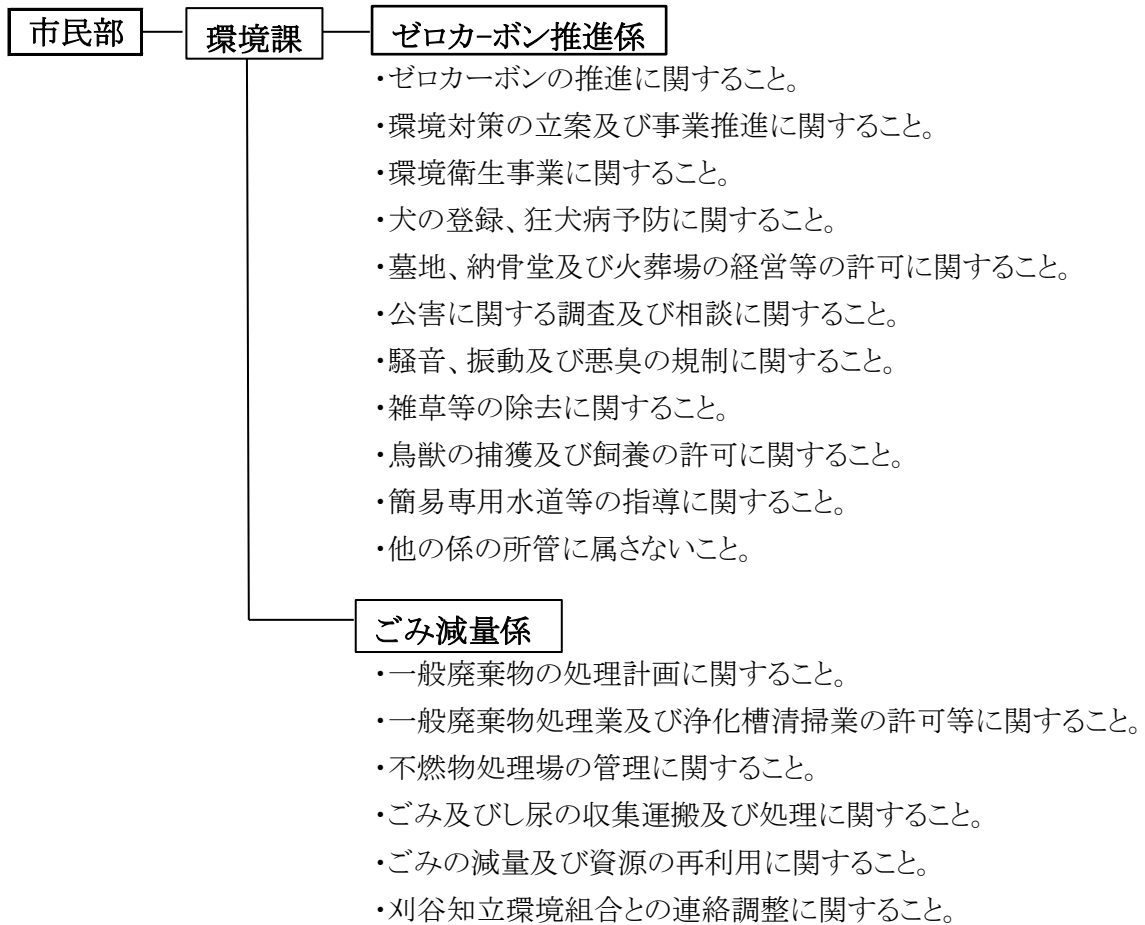 市民部 環境課 ゼロカ-ボン推進係
・ゼロカーボンの推進に関すること。
・環境対策の立案及び事業推進に関すること。
・環境衛生事業に関すること。
・犬の登録、狂犬病予防に関すること。
・墓地、納骨堂及び火葬場の経営等の許可に関すること。
・公害に関する調査及び相談に関すること。
・騒音、振動及び悪臭の規制に関すること。
・雑草等の除去に関すること。
・鳥獣の捕獲及び飼養の許可に関すること。
・簡易専用水道等の指導に関すること。
・他の係の所管に属さないこと。
ごみ減量係
・一般廃棄物の処理計画に関すること。
・一般廃棄物処理業及び浄化槽清掃業の許可等に関すること。
・不燃物処理場の管理に関すること。
・ごみ及びし尿の収集運搬及び処理に関すること。
・ごみの減量及び資源の再利用に関すること。
・刈谷知立環境組合との連絡調整に関すること。